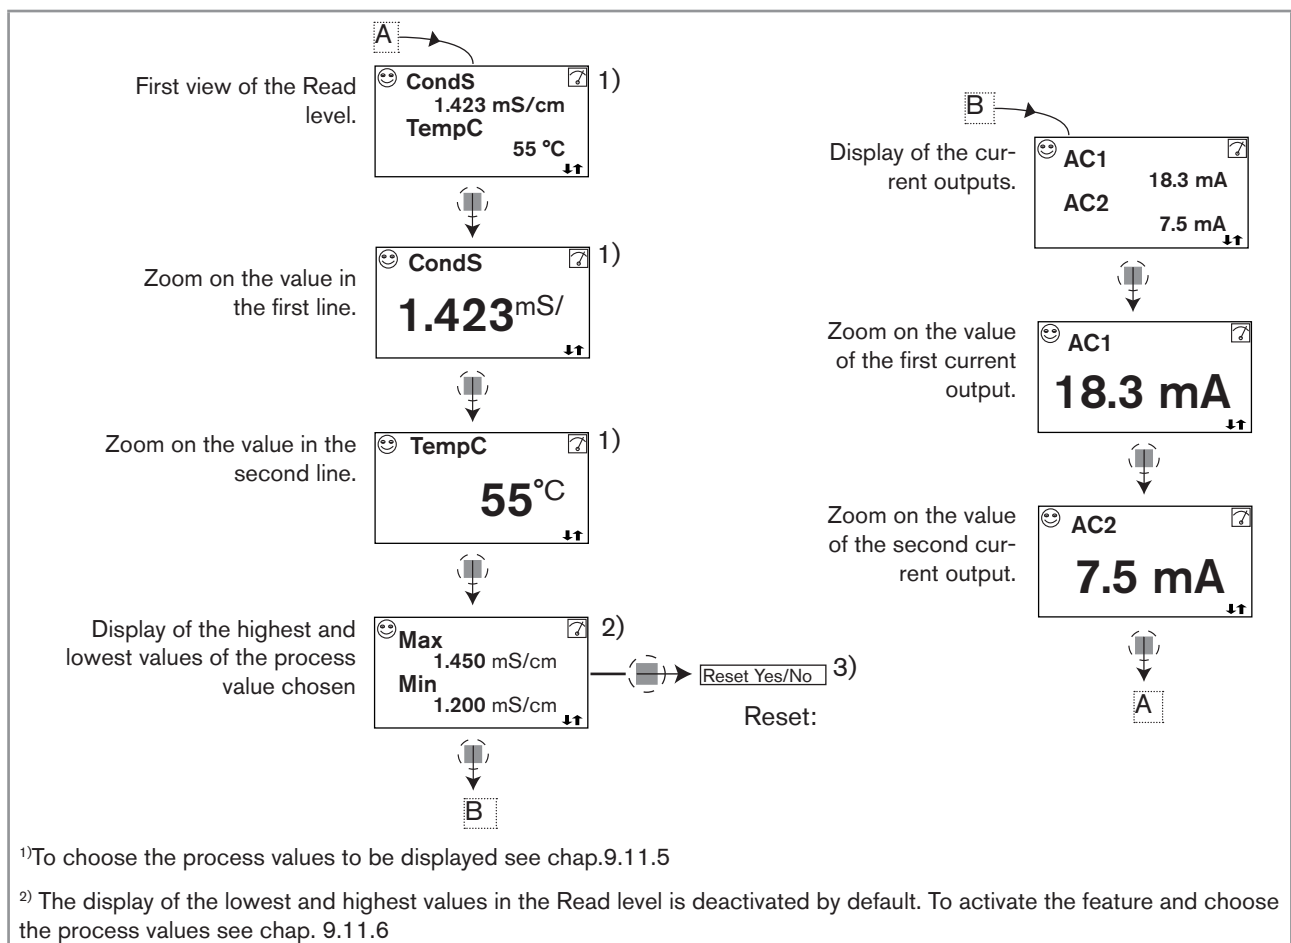 A
First view of the Read
level.
CondS
1.423 mS/cm
TempC
55 °C
1)
Zoom on the value in
the first line.
CondS
1.423 mS/
1)
Zoom on the value in the
second line.
TempC
55 °C
1)
Display of the highest and
lowest values of the process
value chosen
Max
1.450 mS/cm
Min
1.200 mS/cm
2)
Reset Yes/No 3)
Reset:
B
B
Display of the cur-
rent outputs.
AC1
18.3 mA
AC2
7.5 mA
Zoom on the value
of the first current
output.
AC1
18.3 mA
Zoom on the value
of the second cur-
rent output.
AC2
7.5 mA
A
1)To choose the process values to be displayed see chap.9.11.5
2) The display of the lowest and highest values in the Read level is deactivated by default. To activate the feature and choose
the process values see chap. 9.11.6